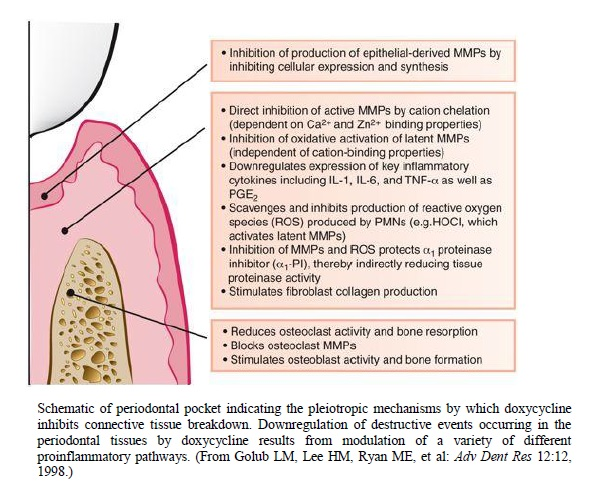 • Inhibition of production of epithelial-derived MMPs by
inhibiting cellular expression and synthesis
• Direct inhibition of active MMPs by cation chelation
(dependent on Ca²⁺ and Zn²⁺ binding properties)
• Inhibition of oxidative activation of latent MMPs
(independent of cation-binding properties)
• Downregulates expression of key inflammatory
cytokines including IL-1, IL-6, and TNF-α as well as
PGE₂
• Scavenges and inhibits production of reactive oxygen
species (ROS) produced by PMNs (e.g.HOCl, which
activates latent MMPs)
• Inhibition of MMPs and ROS protects α₁ proteinase
inhibitor (α₁-PI), thereby indirectly reducing tissue
proteinase activity
• Stimulates fibroblast collagen production
• Reduces osteoclast activity and bone resorption
• Blocks osteoclast MMPs
• Stimulates osteoblast activity and bone formation
Schematic of periodontal pocket indicating the pleiotropic mechanisms by which doxycycline
inhibits connective tissue breakdown. Downregulation of destructive events occurring in the
periodontal tissues by doxycycline results from modulation of a variety of different
proinflammatory pathways. (From Golub LM, Lee HM, Ryan ME, et al: Adv Dent Res 12:12,
1998.)